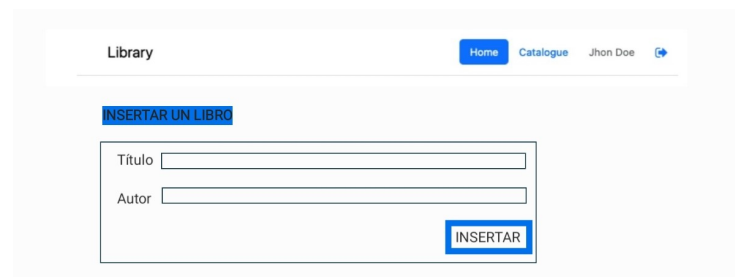 Library Home Catalogue Jhon Doe
INSERTAR UN LIBRO
Título
Autor
INSERTAR